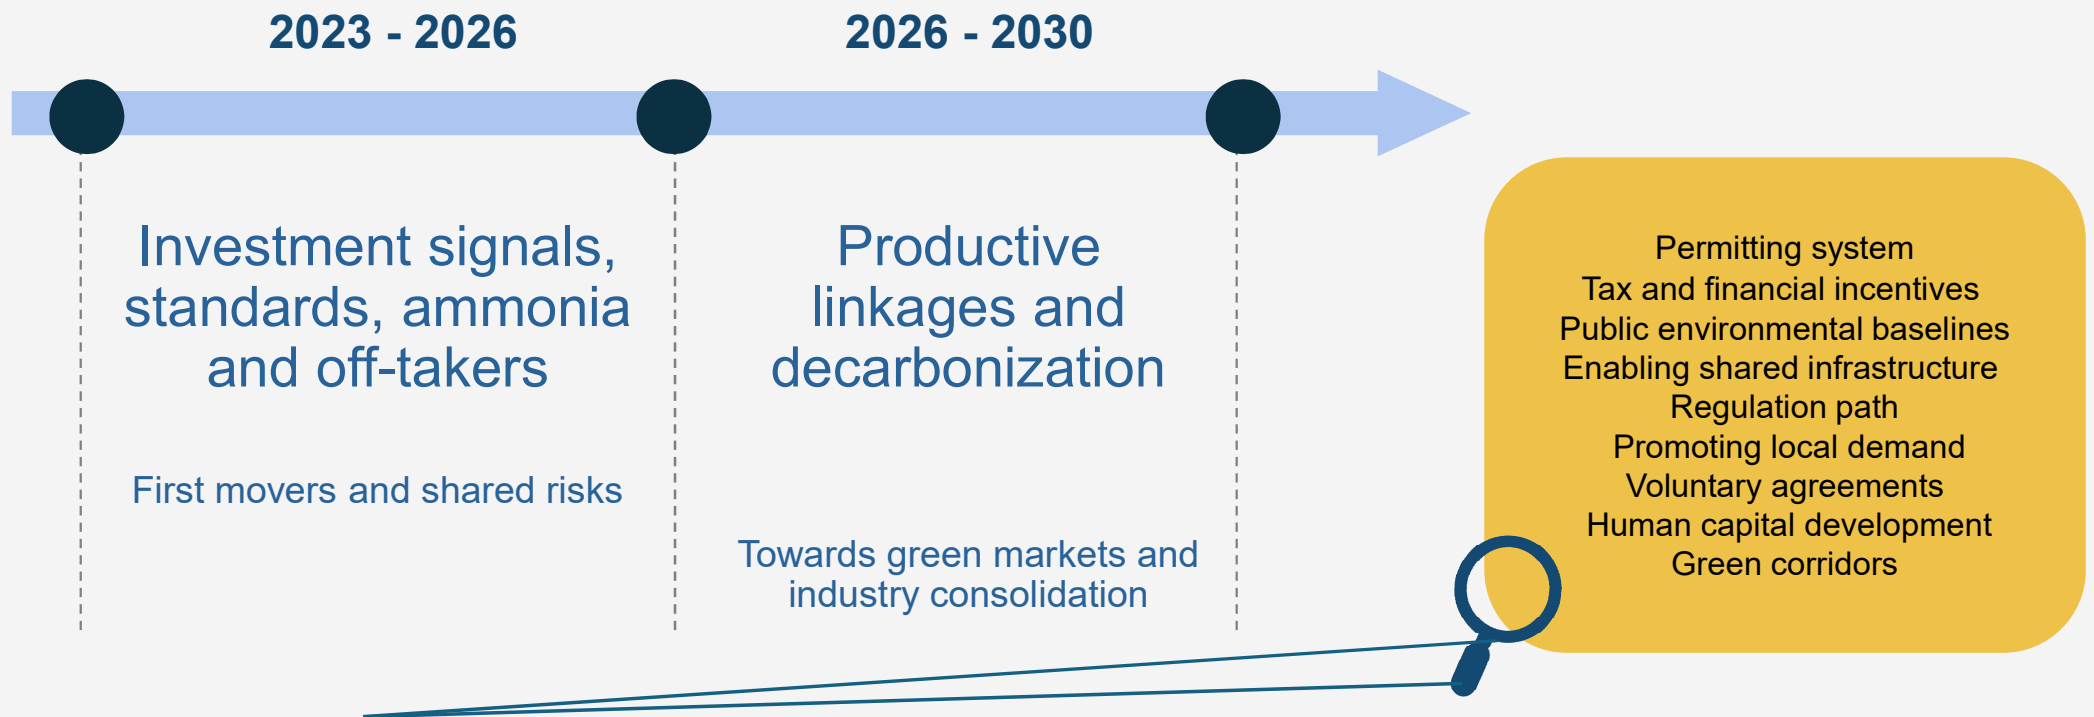 2023 - 2026
2026 - 2030
Investment signals,
standards, ammonia
and off-takers
First movers and shared risks
Productive
linkages and
decarbonization
Towards green markets and
industry consolidation
Permitting system
Tax and financial incentives
Public environmental baselines
Enabling shared infrastructure
Regulation path
Promoting local demand
Voluntary agreements
Human capital development
Green corridors